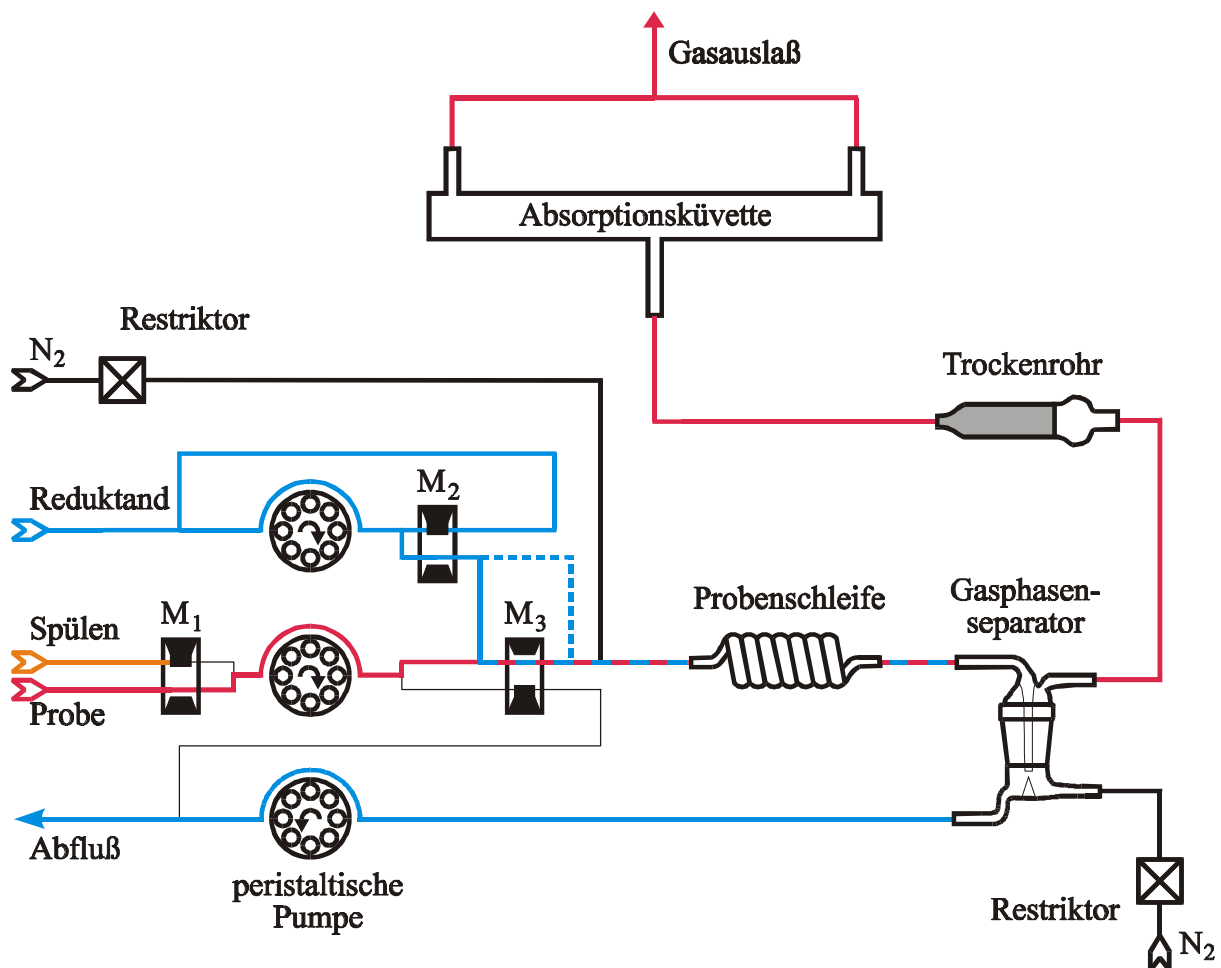 Gasauslaß
Absorptionsküvette
Restriktor
N2
Trockenrohr
Reduktand
M2
Spülen
M1
M3
Probe
Probenschleife
Gasphasen-
separator
Abfluß
peristaltische
Pumpe
Restriktor
N2